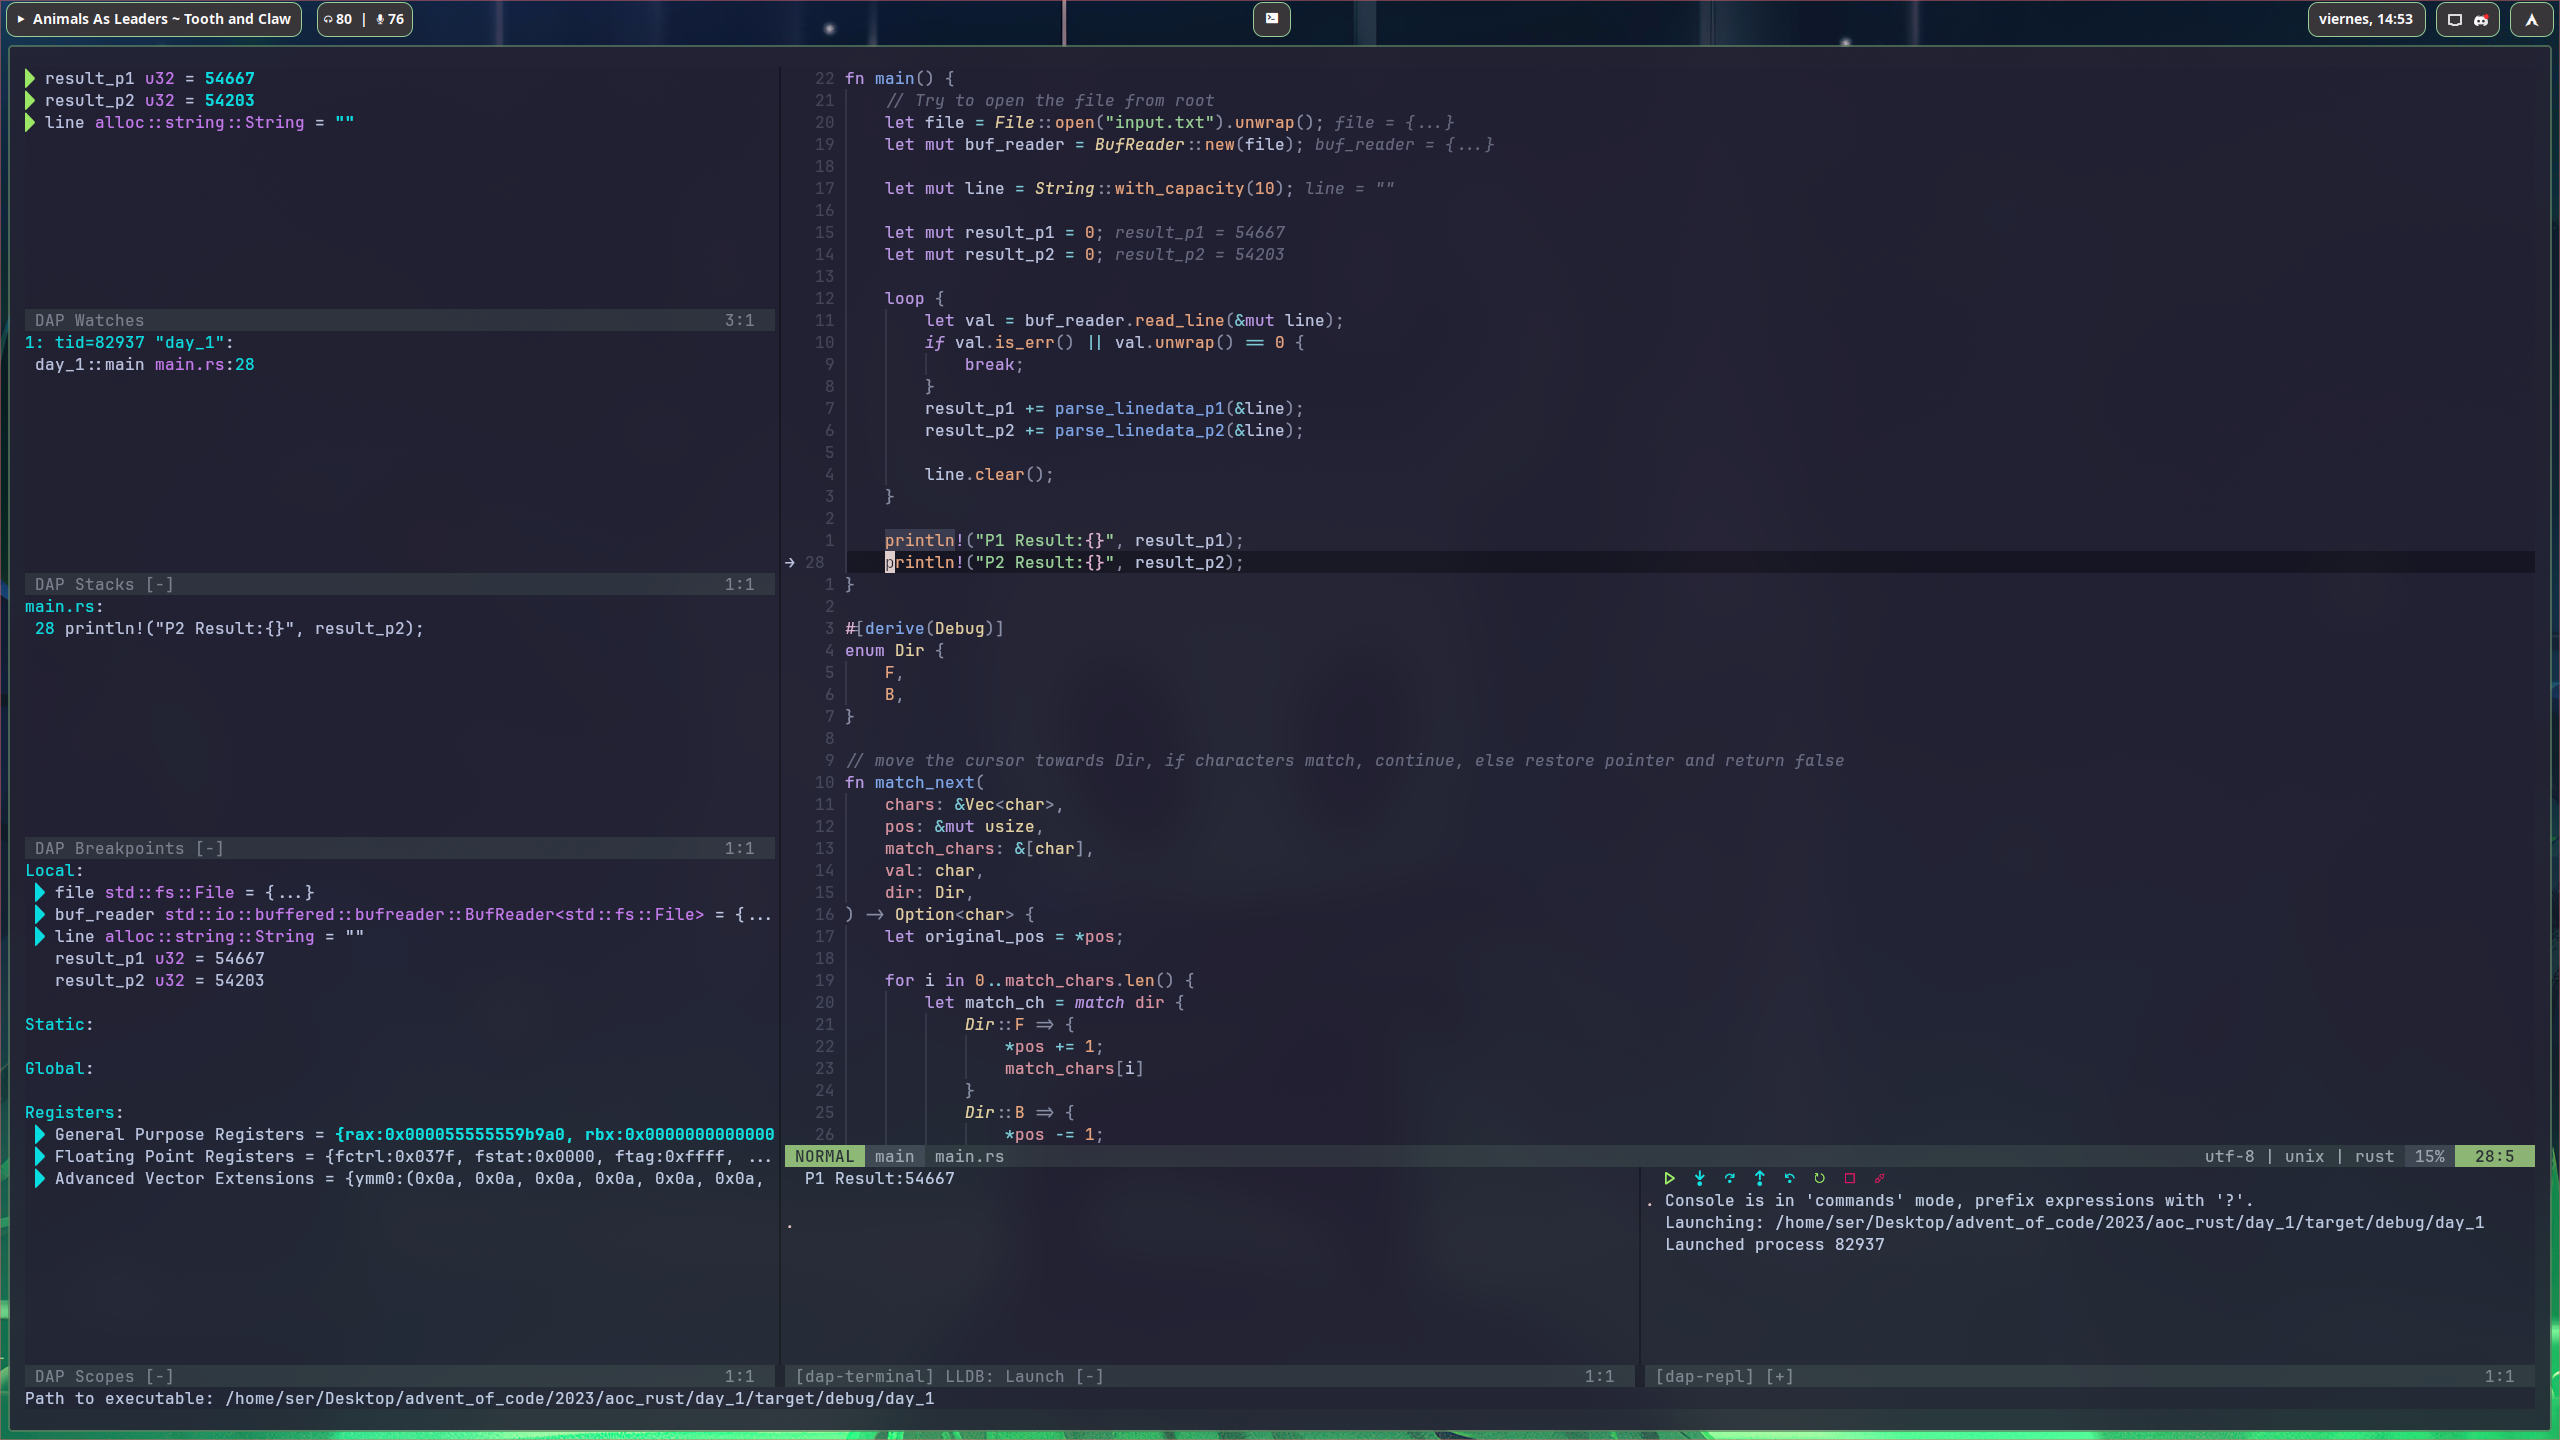 Animals As Leaders ~ Tooth and Claw
80 | 76
viernes, 14:53
result_p1 u32 = 54667
result_p2 u32 = 54203
line alloc::string::String = ""
DAP Watches 3:1
1: tid=82937 "day_1":
day_1::main main.rs:28
DAP Stacks [-] 1:1
main.rs:
28 println!("P2 Result:{}", result_p2);
DAP Breakpoints [-] 1:1
Local:
file std::fs::File = {...}
buf_reader std::io::buffered::bufreader::BufReader<std::fs::File> = {...
line alloc::string::String = ""
result_p1 u32 = 54667
result_p2 u32 = 54203
Static:
Global:
Registers:
General Purpose Registers = {rax:0x000055555559b9a0, rbx:0x0000000000000
Floating Point Registers = {fctrl:0x037f, fstat:0x0000, ftag:0xffff, ...
Advanced Vector Extensions = {ymm0:(0x0a, 0x0a, 0x0a, 0x0a, 0x0a, 0x0a,
DAP Scopes [-] 1:1
22 fn main() {
21 // Try to open the file from root
20 let file = File::open("input.txt").unwrap(); file = {...}
19 let mut buf_reader = BufReader::new(file); buf_reader = {...}
18
17 let mut line = String::with_capacity(10); line = ""
16
15 let mut result_p1 = 0; result_p1 = 54667
14 let mut result_p2 = 0; result_p2 = 54203
13
12 loop {
11 let val = buf_reader.read_line(&mut line);
10 if val.is_err() || val.unwrap() == 0 {
9 break;
8 }
7 result_p1 += parse_linedata_p1(&line);
6 result_p2 += parse_linedata_p2(&line);
5
4 line.clear();
3 }
2
1 println!("P1 Result:{}", result_p1);
→ 28 println!("P2 Result:{}", result_p2);
1 }
2
3 #[derive(Debug)]
4 enum Dir {
5 F,
6 B,
7 }
8
9 // move the cursor towards Dir, if characters match, continue, else restore pointer and return false
10 fn match_next(
11 chars: &Vec<char>,
12 pos: &mut usize,
13 match_chars: &[char],
14 val: char,
15 dir: Dir,
16 ) -> Option<char> {
17 let original_pos = *pos;
18
19 for i in 0..match_chars.len() {
20 let match_ch = match dir {
21 Dir::F => {
22 *pos += 1;
23 match_chars[i]
24 }
25 Dir::B => {
26 *pos -= 1;
NORMAL main main.rs utf-8 | unix | rust 15% 28:5
P1 Result:54667
.
[dap-terminal] LLDB: Launch [-] 1:1
. Console is in 'commands' mode, prefix expressions with '?'.
Launching: /home/ser/Desktop/advent_of_code/2023/aoc_rust/day_1/target/debug/day_1
Launched process 82937
[dap-repl] [+] 1:1
Path to executable: /home/ser/Desktop/advent_of_code/2023/aoc_rust/day_1/target/debug/day_1